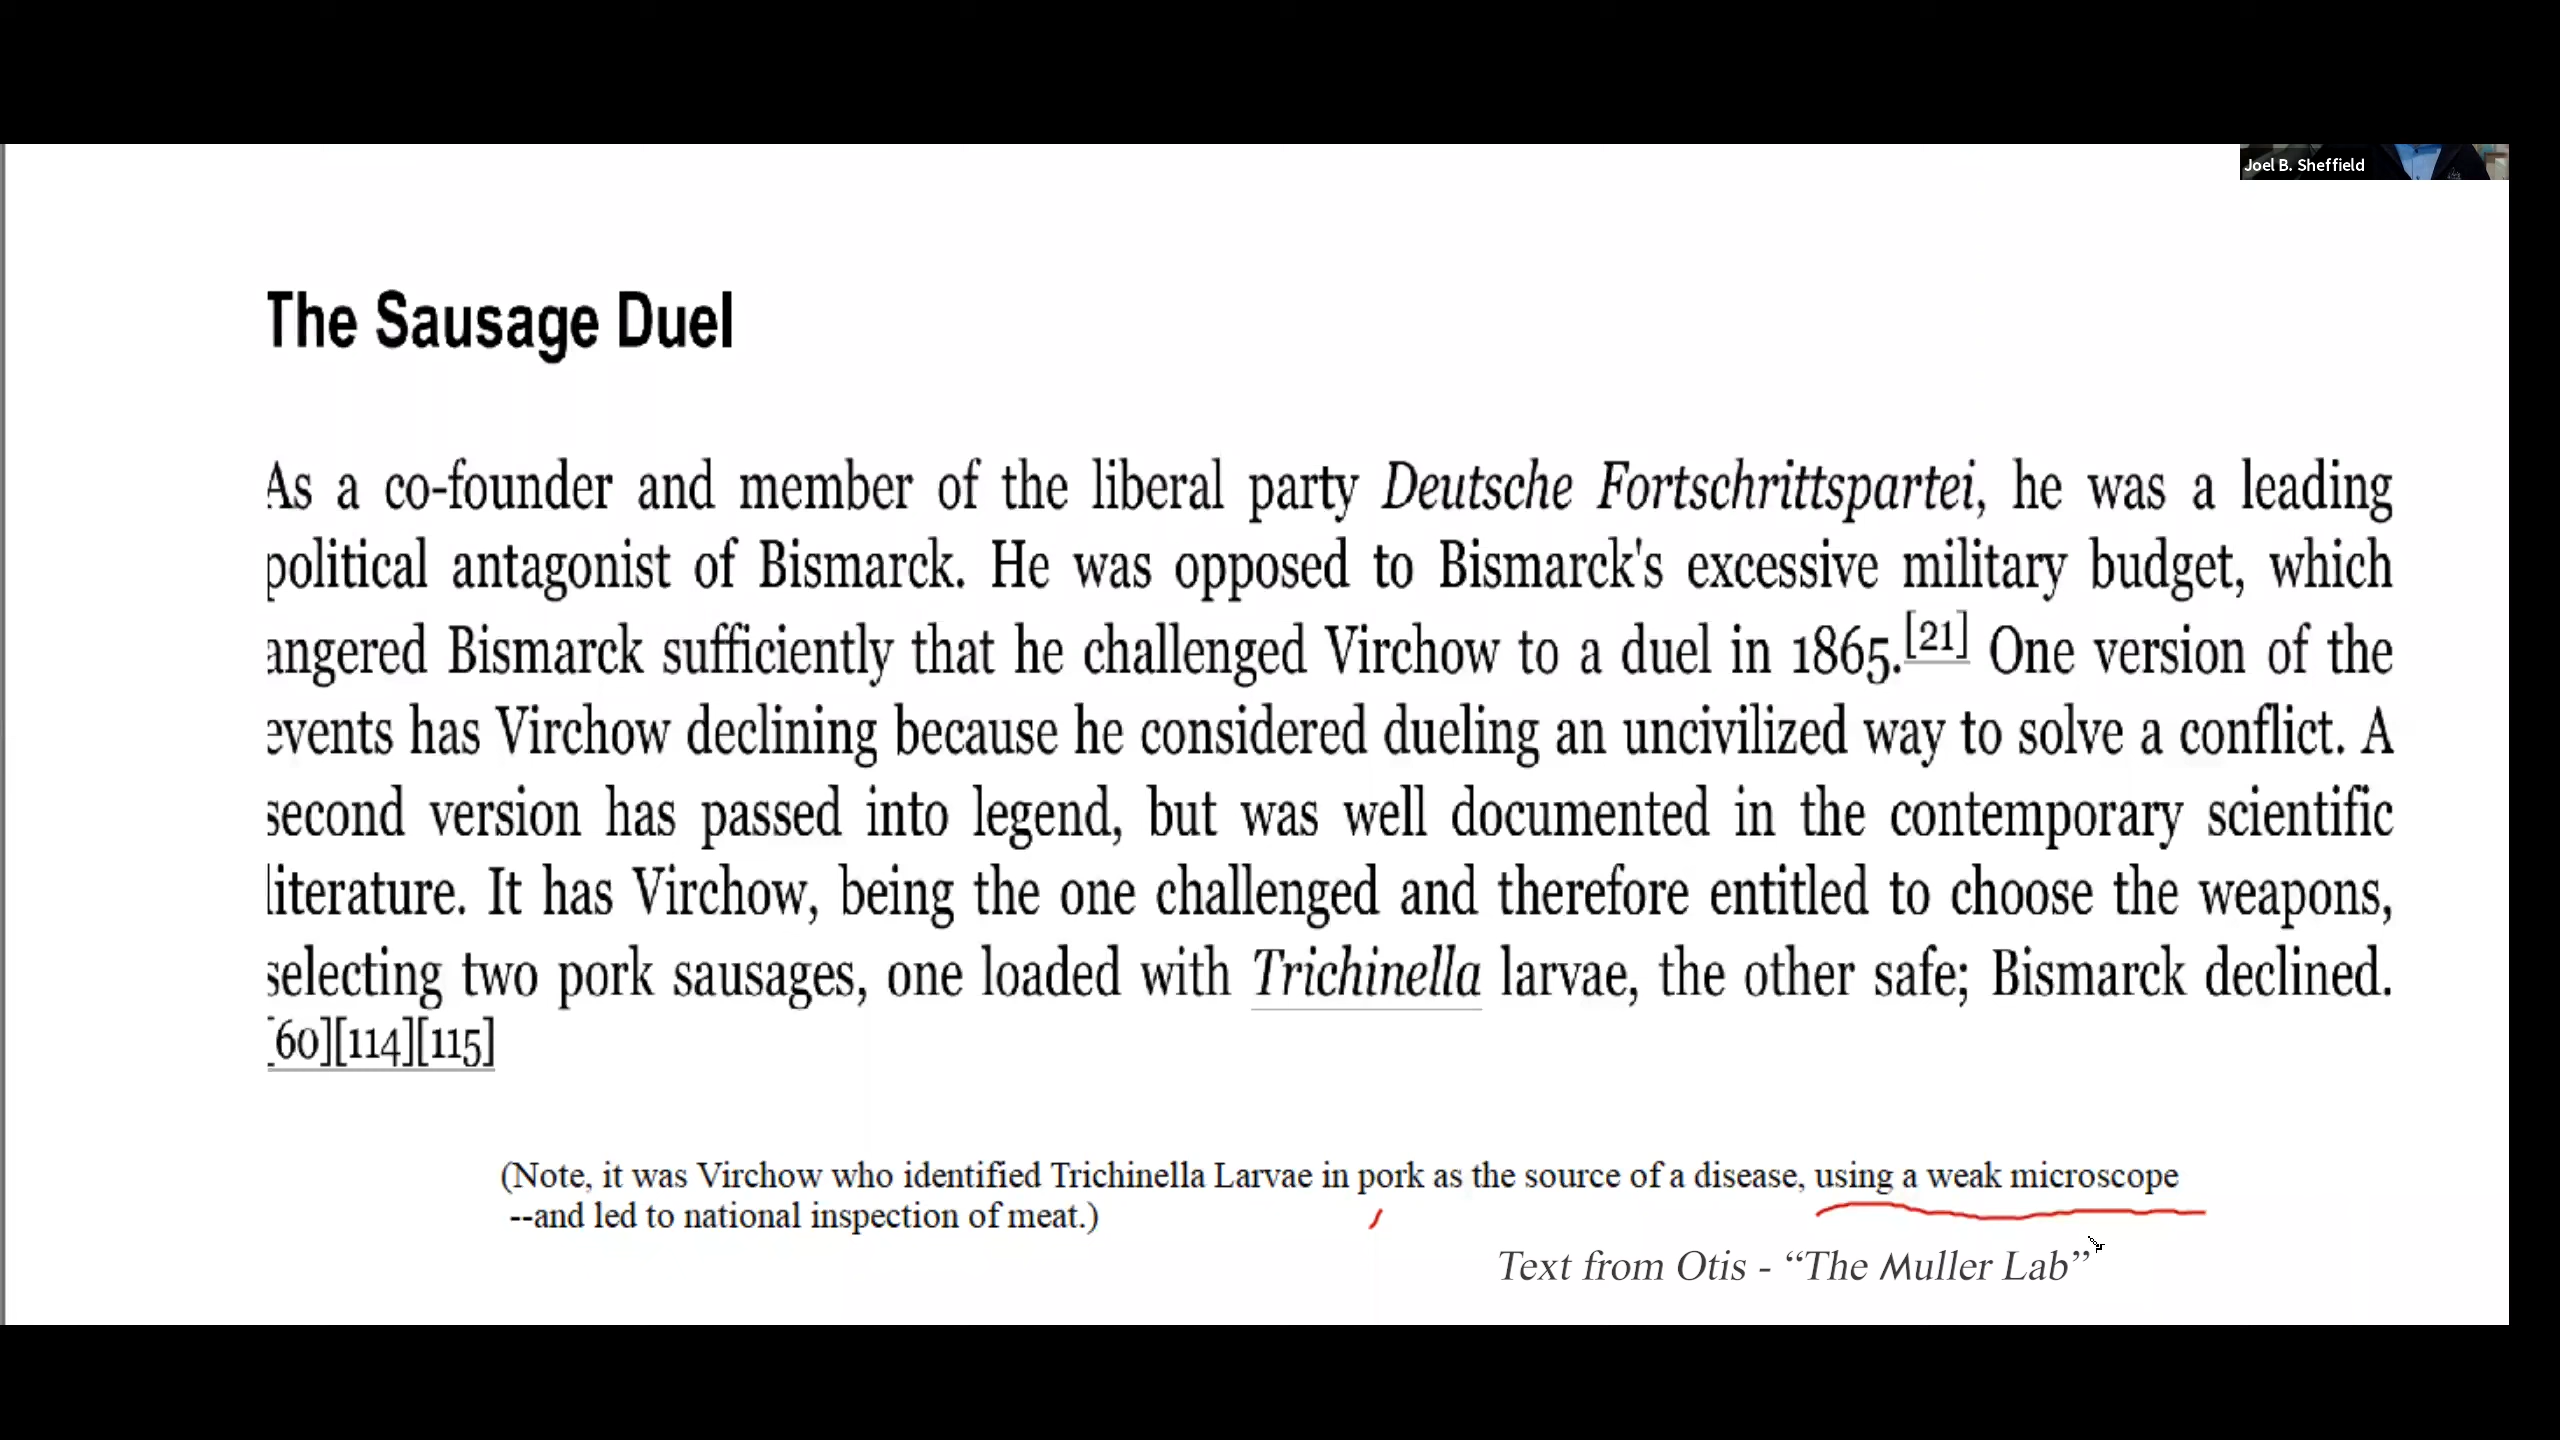 Joel B. Sheffield
The Sausage Duel
As a co-founder and member of the liberal party Deutsche Fortschrittspartei, he was a leading
political antagonist of Bismarck. He was opposed to Bismarck's excessive military budget, which
angered Bismarck sufficiently that he challenged Virchow to a duel in 1865.[21] One version of the
events has Virchow declining because he considered dueling an uncivilized way to solve a conflict. A
second version has passed into legend, but was well documented in the contemporary scientific
literature. It has Virchow, being the one challenged and therefore entitled to choose the weapons,
selecting two pork sausages, one loaded with Trichinella larvae, the other safe; Bismarck declined.
[60][114][115]
(Note, it was Virchow who identified Trichinella Larvae in pork as the source of a disease, using a weak microscope
--and led to national inspection of meat.)
Text from Otis - “The Muller Lab”